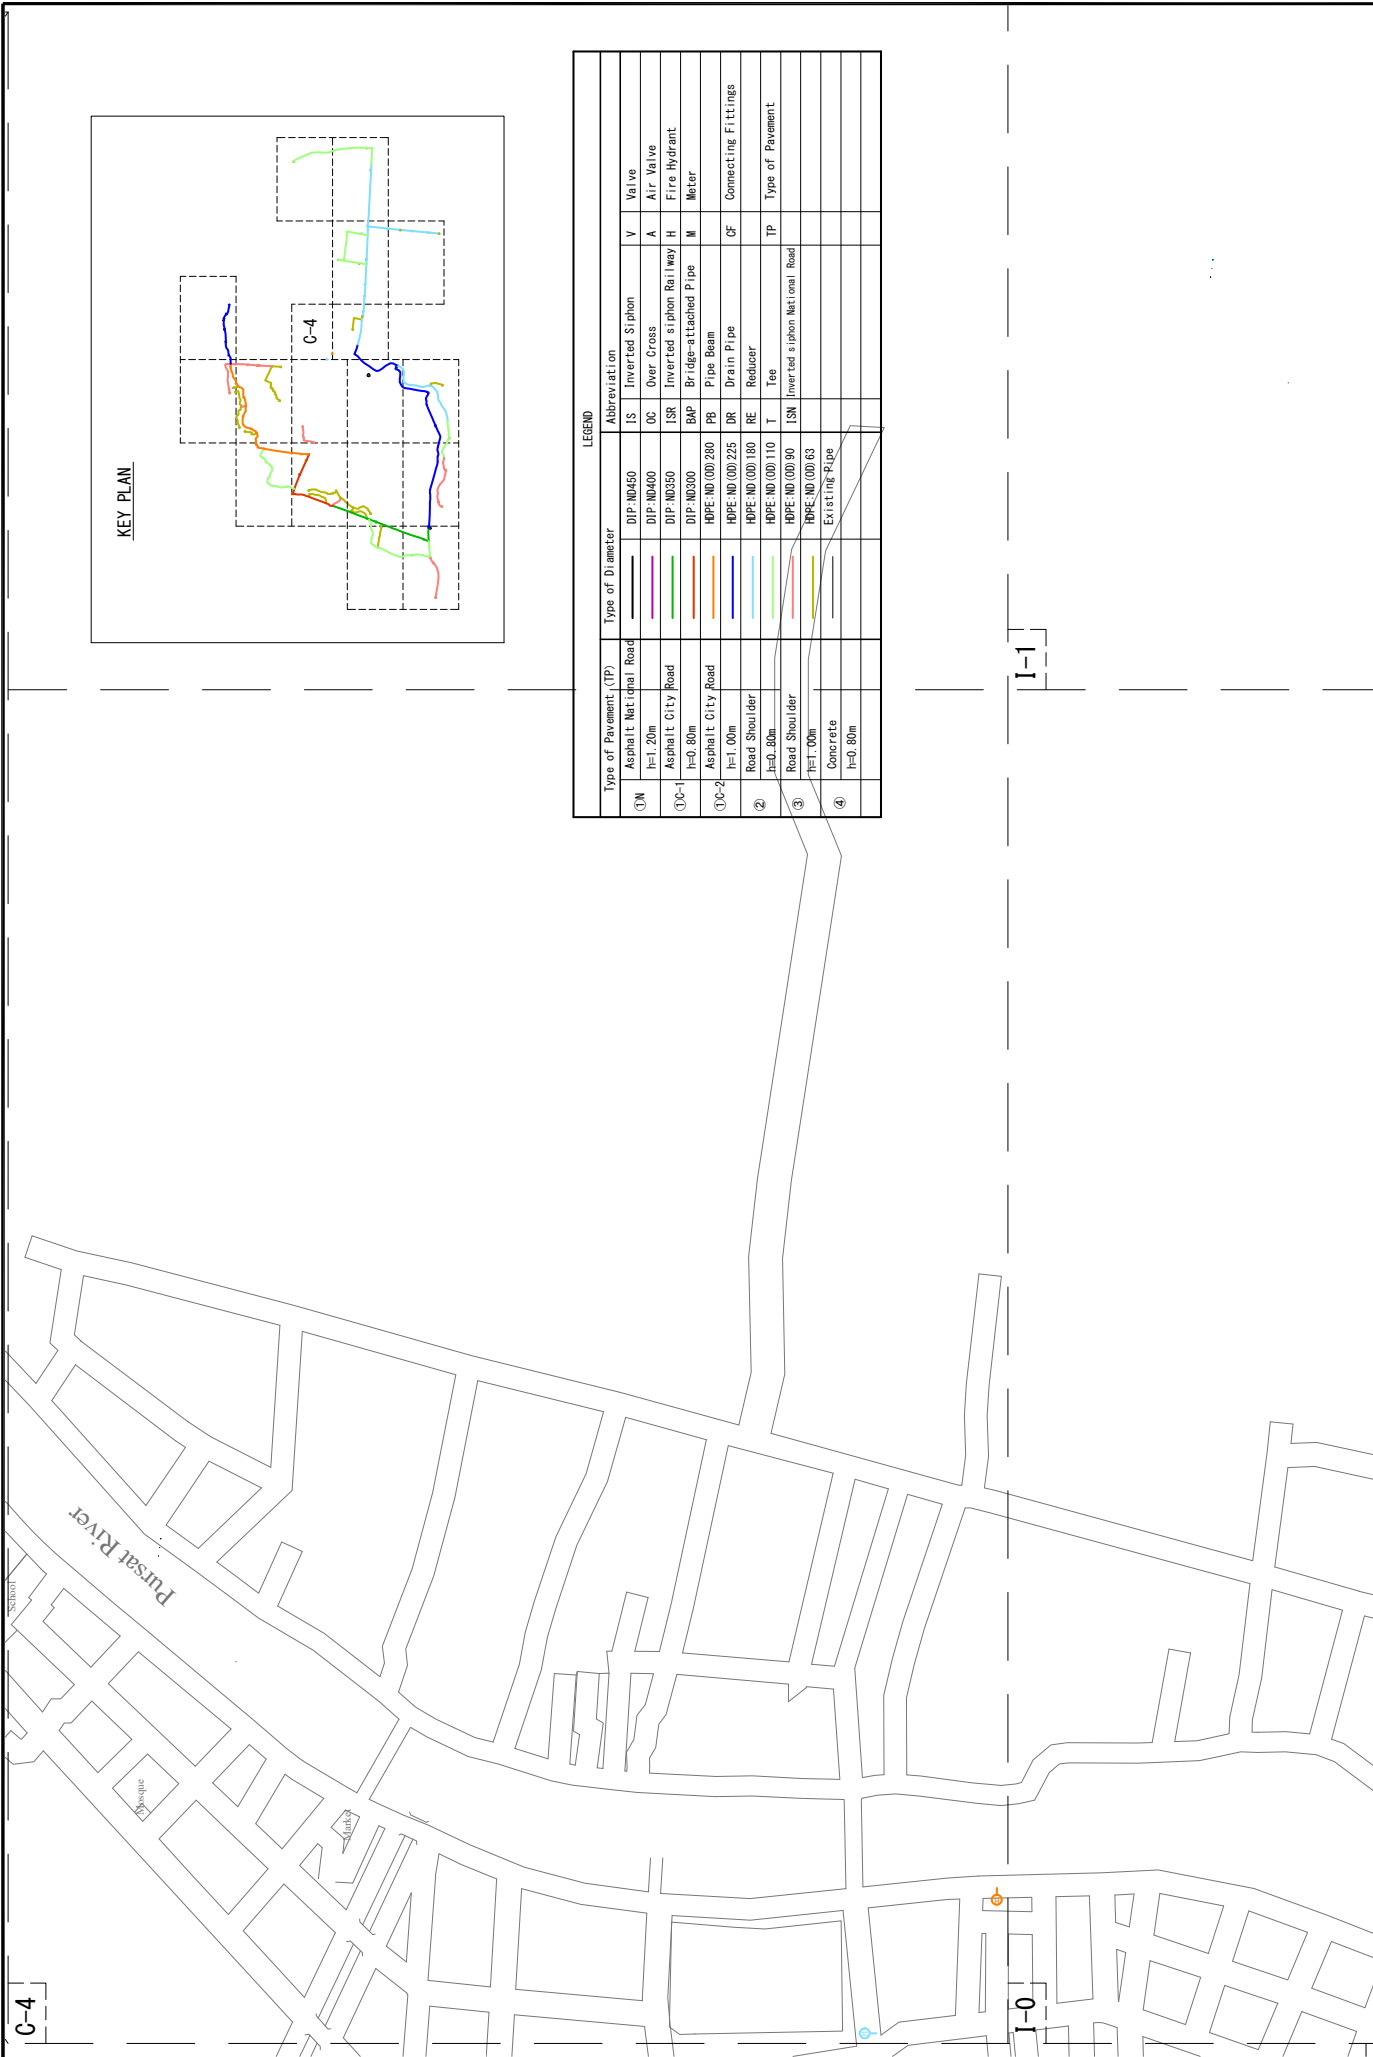 KEY PLAN
C-4
LEGEND
Type of Pavement (TP) Type of Diameter Abbreviation
①N Asphalt National Road DIP:ND450 IS Inverted Siphon V Valve
h=1.20m DIP:ND400 OC Over Cross A Air Valve
①C-1 Asphalt City Road DIP:ND350 ISR Inverted siphon Railway H Fire Hydrant
h=0.80m DIP:ND300 BAP Bridge-attached Pipe M Meter
①C-2 Asphalt City Road HDPE:ND(OD)280 PB Pipe Beam
h=1.00m HDPE:ND(OD)225 DR Drain Pipe CF Connecting Fittings
② Road Shoulder HDPE:ND(OD)180 RE Reducer
h=0.80m HDPE:ND(OD)110 T Tee TP Type of Pavement
③ Road Shoulder HDPE:ND(OD)90 ISN Inverted siphon National Road
h=1.00m HDPE:ND(OD)63
④ Concrete Existing Pipe
h=0.80m
I-1
Pursat River
School
Mosque
Market
C-4
I-0